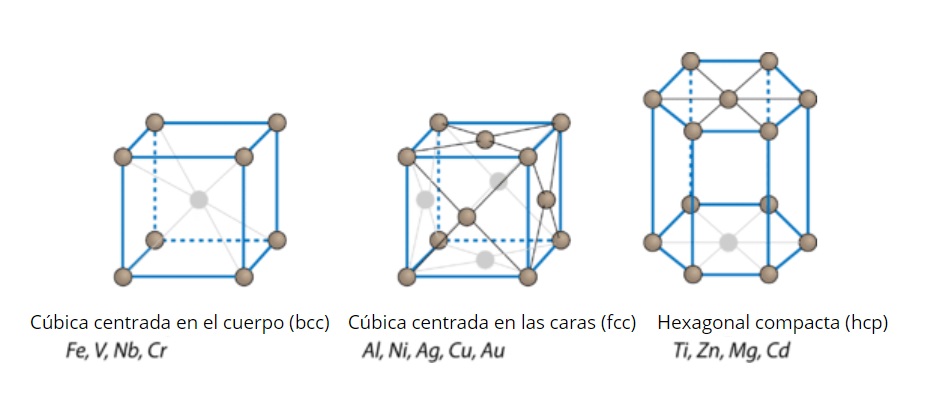 Cúbica centrada en el cuerpo (bcc)
Fe, V, Nb, Cr
Cúbica centrada en las caras (fcc)
Al, Ni, Ag, Cu, Au
Hexagonal compacta (hcp)
Ti, Zn, Mg, Cd